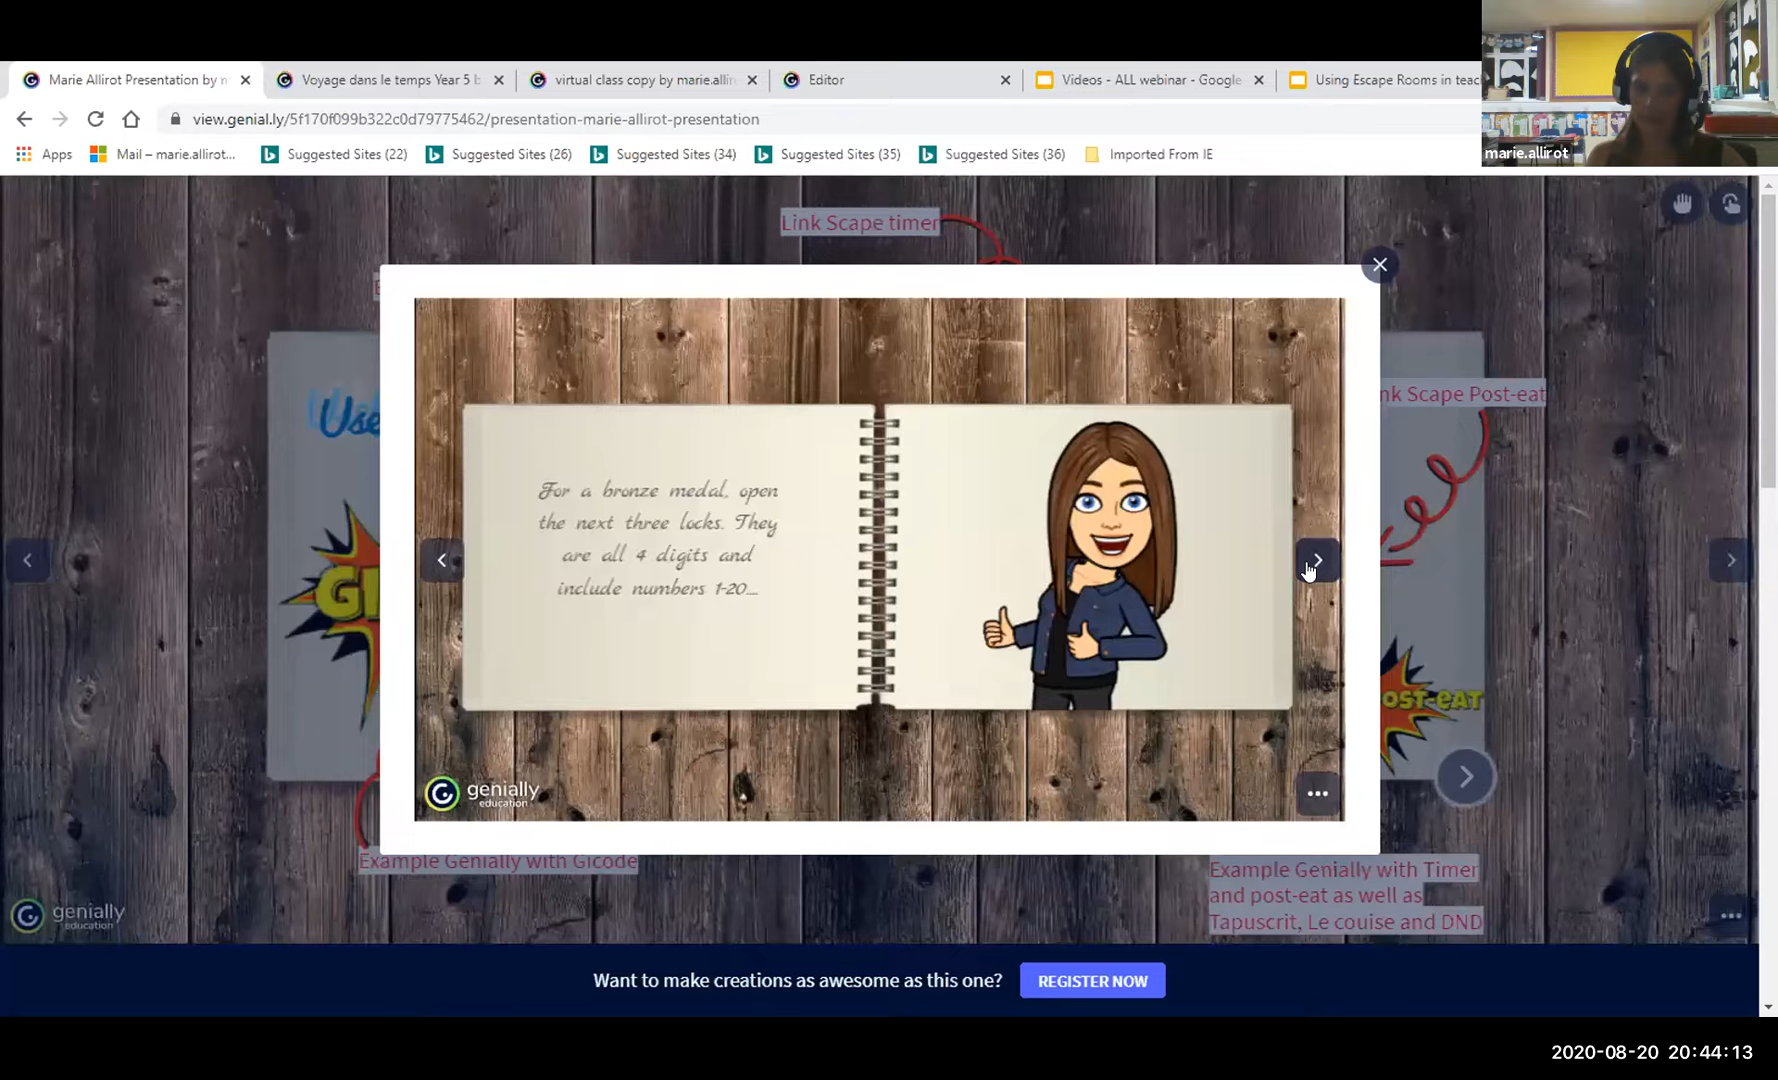 Marie Allirot Presentation by m
Voyage dans le temps Year 5 b
virtual class copy by marie.allir
Editor
Videos - ALL webinar - Google
Using Escape Rooms in teac
view.genial.ly/5f170f099b322c0d79775462/presentation-marie-allirot-presentation
marie.allirot
Apps
Mail – marie.allirot...
Suggested Sites (22)
Suggested Sites (26)
Suggested Sites (34)
Suggested Sites (35)
Suggested Sites (36)
Imported From IE
Link Scape timer
nk Scape Post-eat
Use
For a bronze medal, open
the next three locks. They
are all 4 digits and
include numbers 1-20....
GI
OST-EAT
genially
education
Example Genially with Gicode
Example Genially with Timer
and post-eat as well as
Tapuscrit, Le couise and DND
genially
education
Want to make creations as awesome as this one?
REGISTER NOW
2020-08-20 20:44:13